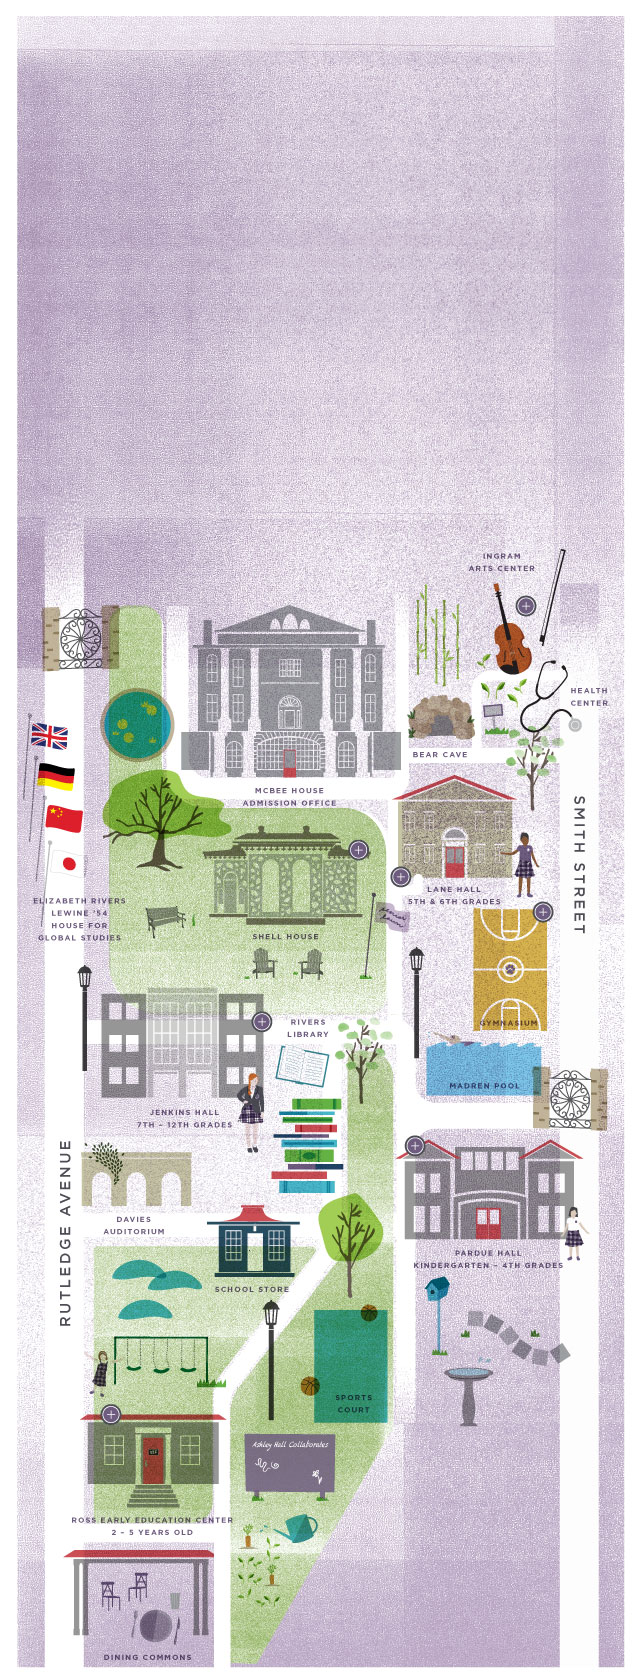 INGRAM
ARTS CENTER
HEALTH
CENTER
BEAR CAVE
MCBEE HOUSE
ADMISSION OFFICE
SMITH STREET
LANE HALL
5TH & 6TH GRADES
ELIZABETH RIVERS
LEWINE '54
HOUSE FOR
GLOBAL STUDIES
SHELL HOUSE
GYMNASIUM
RIVERS
LIBRARY
MADREN POOL
JENKINS HALL
7TH – 12TH GRADES
RUTLEDGE AVENUE
DAVIES
AUDITORIUM
PARDUE HALL
KINDERGARTEN – 4TH GRADES
SCHOOL STORE
SPORTS
COURT
Ashley Hall Collaborates
ROSS EARLY EDUCATION CENTER
2 – 5 YEARS OLD
DINING COMMONS